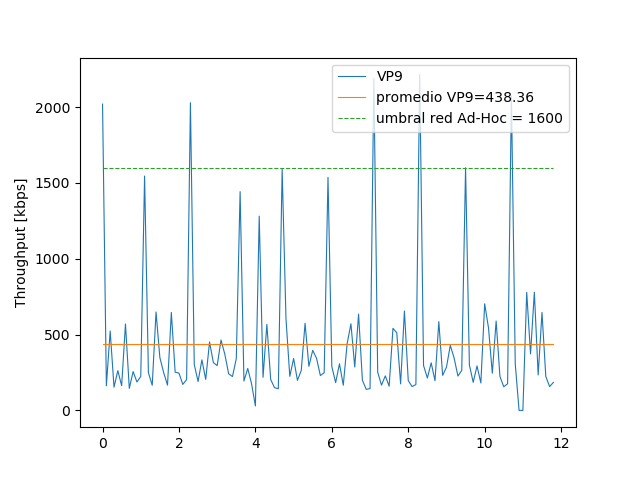 VP9
promedio VP9=438.36
umbral red Ad-Hoc = 1600
Throughput [kbps]
2000
1500
1000
500
0
0 2 4 6 8 10 12